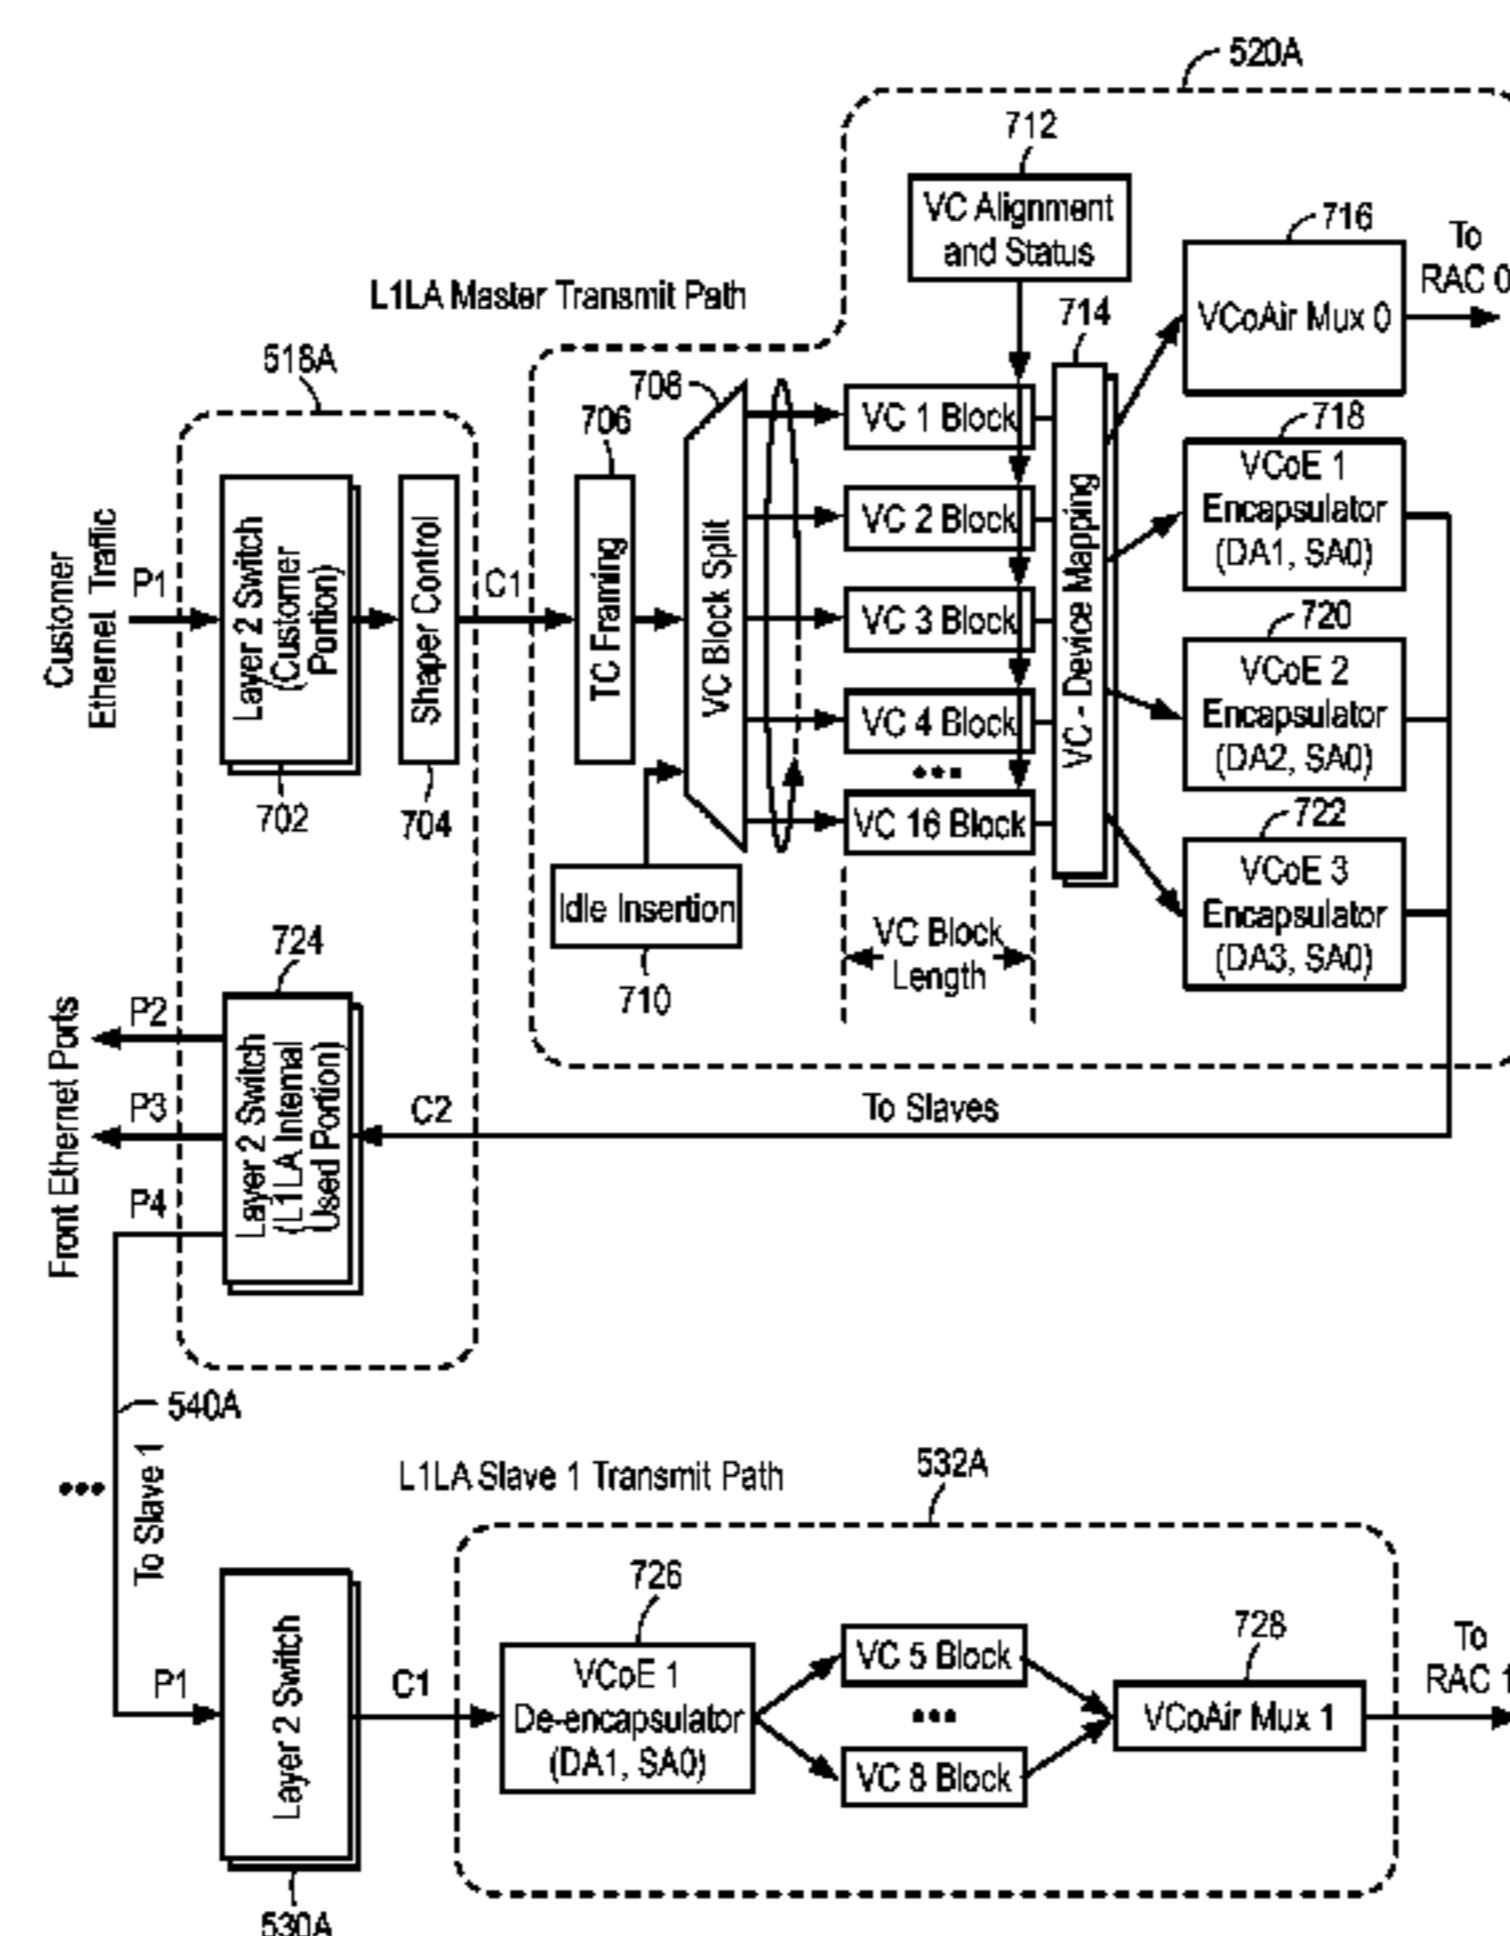 520A
712
VC Alignment
and Status
716
To
RAC 0
VCoAir Mux 0
L1LA Master Transmit Path
714
518A
708
706
718
VC 1 Block
VC 2 Block
VC 3 Block
VC 4 Block
•••
VC 16 Block
VCoE 1
Encapsulator
(DA1, SA0)
Customer
Ethernet Traffic
P1
Layer 2 Switch
(Customer
Portion)
Shaper Control
C1
TC Framing
VC Block Split
VC - Device Mapping
720
VCoE 2
Encapsulator
(DA2, SA0)
702
704
722
VCoE 3
Encapsulator
(DA3, SA0)
Idle Insertion
710
VC Block
Length
724
Front Ethernet Ports
P2
P3
P4
Layer 2 Switch
(L1LA Internal
Used Portion)
C2
To Slaves
540A
•••
To Slave 1
L1LA Slave 1 Transmit Path
532A
726
728
To
RAC 1
P1
Layer 2 Switch
C1
VCoE 1
De-encapsulator
(DA1, SA0)
VC 5 Block
•••
VC 8 Block
VCoAir Mux 1
530A